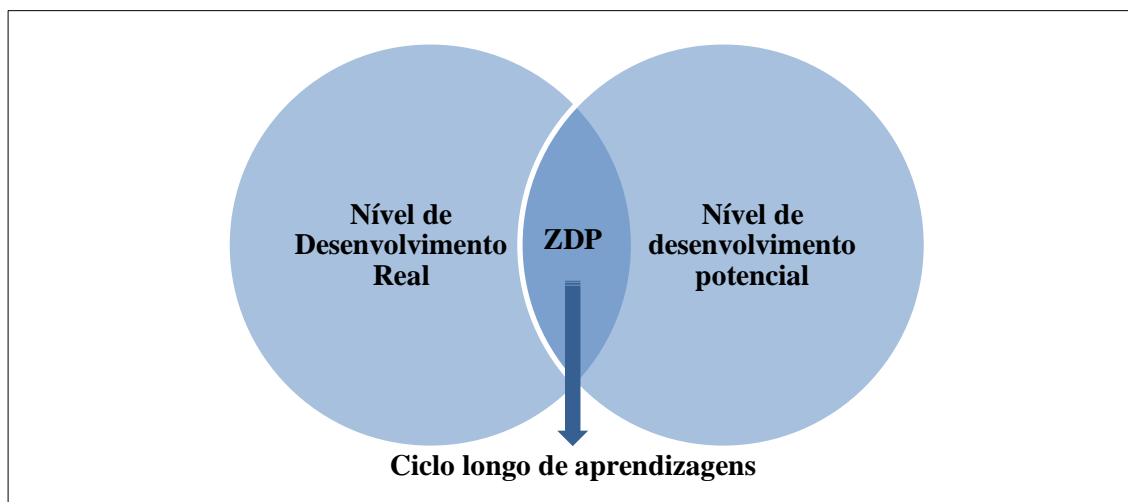 Nível de
Desenvolvimento
Real
ZDP
Nível de
desenvolvimento
potencial
Ciclo longo de aprendizagens